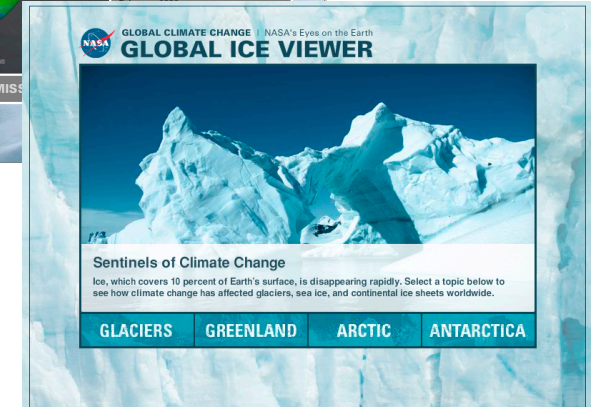 GLOBAL CLIMATE CHANGE | NASA's Eyes on the Earth
NASA
GLOBAL ICE VIEWER
MISS
Sentinels of Climate Change
Ice, which covers 10 percent of Earth's surface, is disappearing rapidly. Select a topic below to
see how climate change has affected glaciers, sea ice, and continental ice sheets worldwide.
GLACIERS GREENLAND ARCTIC ANTARCTICA